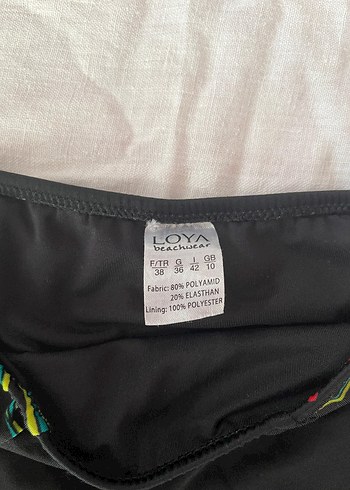 LOYA
beachwear
F/TR G I GB
38 36 42 10
Fabric: 80% POLYAMID
20% ELASTHAN
Lining: 100% POLYESTER